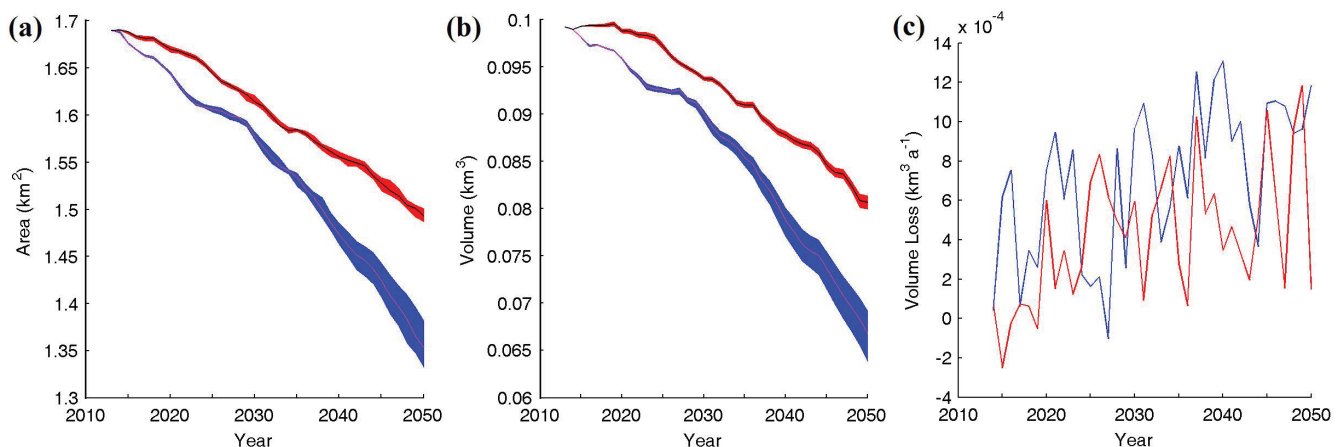 (a)
1.7
1.65
1.6
1.55
1.5
1.45
1.4
1.35
1.3
Area (km²)
2010 2020 2030 2040 2050
Year
(b)
0.1
0.095
0.09
0.085
0.08
0.075
0.07
0.065
0.06
Volume (km³)
2010 2020 2030 2040 2050
Year
(c)
x 10⁻⁴
14
12
10
8
6
4
2
0
-2
-4
Volume Loss (km³ a⁻¹)
2010 2020 2030 2040 2050
Year